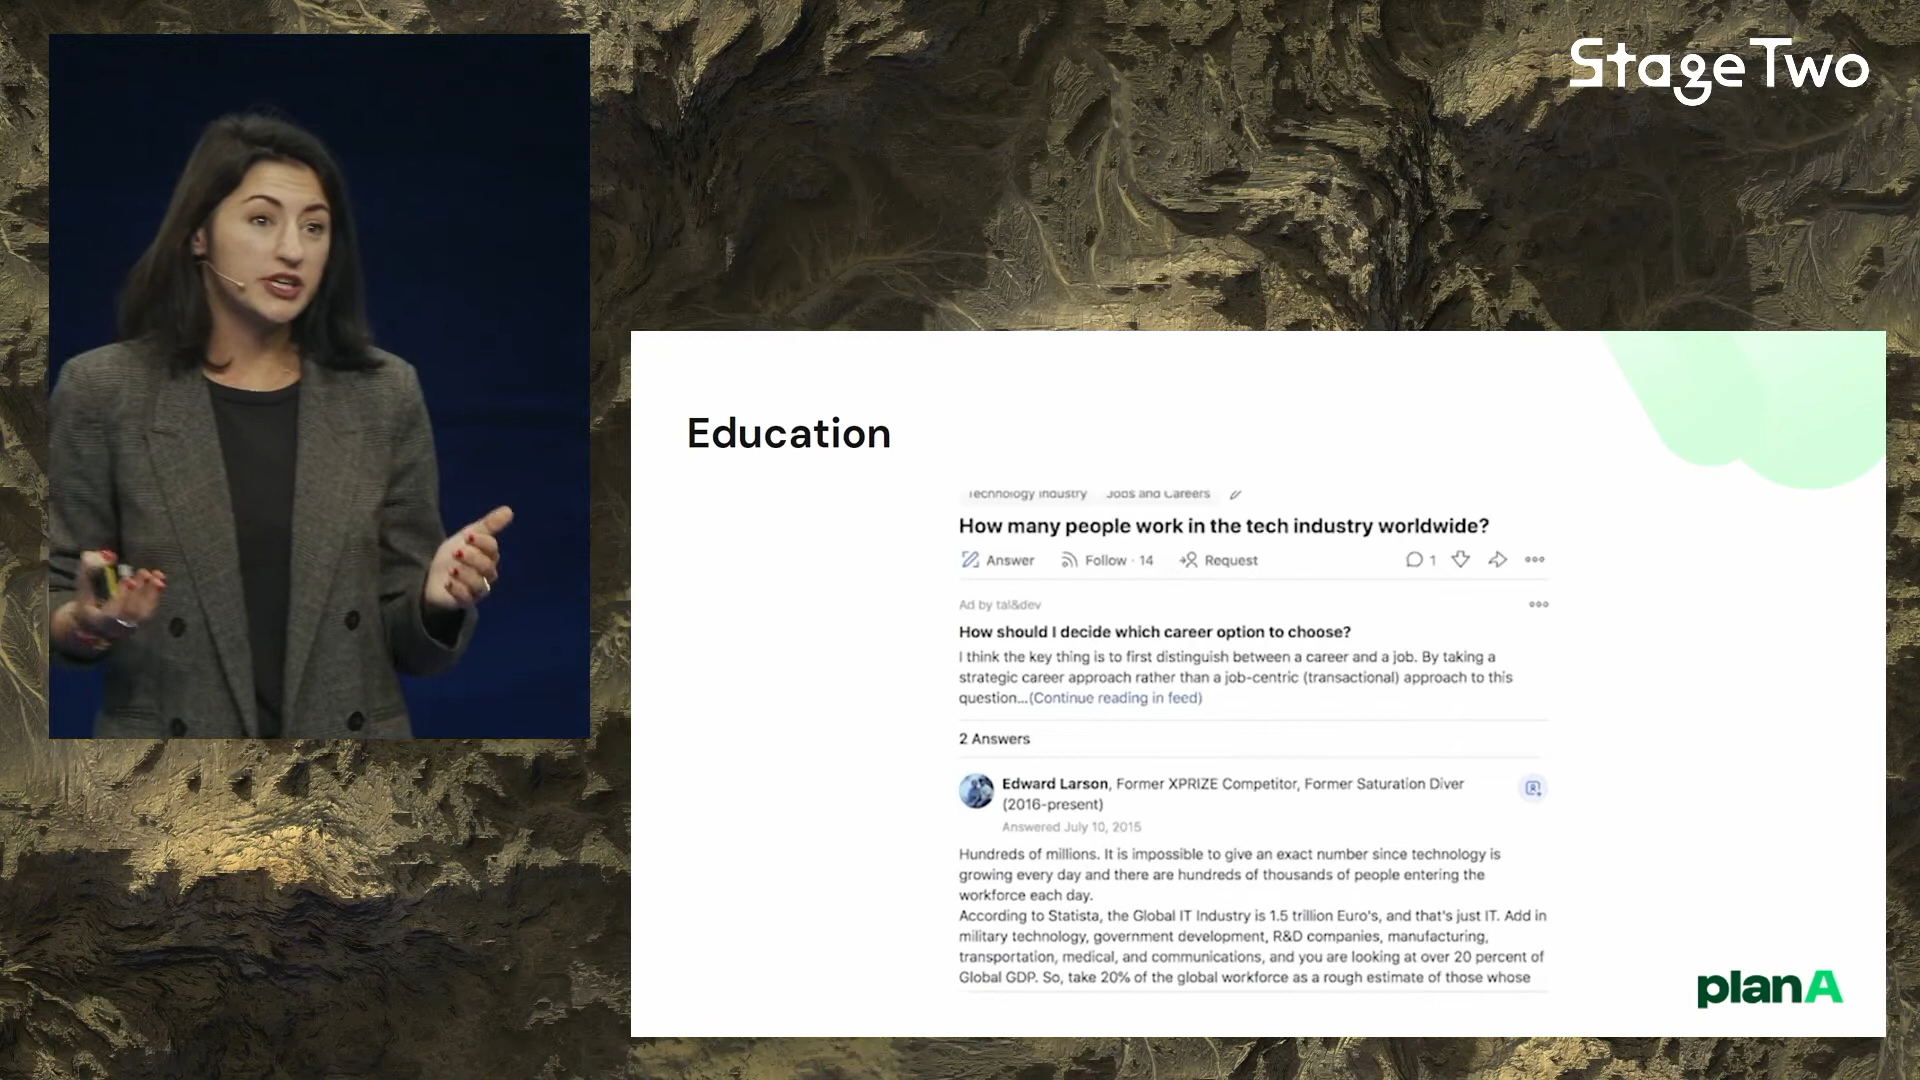 Stage Two
Education
Technology Industry Jobs and Careers
How many people work in the tech industry worldwide?
Answer Follow · 14 Request 1
Ad by tal&dev
How should I decide which career option to choose?
I think the key thing is to first distinguish between a career and a job. By taking a
strategic career approach rather than a job-centric (transactional) approach to this
question...(Continue reading in feed)
2 Answers
Edward Larson, Former XPRIZE Competitor, Former Saturation Diver
(2016-present)
Answered July 10, 2015
Hundreds of millions. It is impossible to give an exact number since technology is
growing every day and there are hundreds of thousands of people entering the
workforce each day.
According to Statista, the Global IT Industry is 1.5 trillion Euro's, and that's just IT. Add in
military technology, government development, R&D companies, manufacturing,
transportation, medical, and communications, and you are looking at over 20 percent of
Global GDP. So, take 20% of the global workforce as a rough estimate of those whose
planA